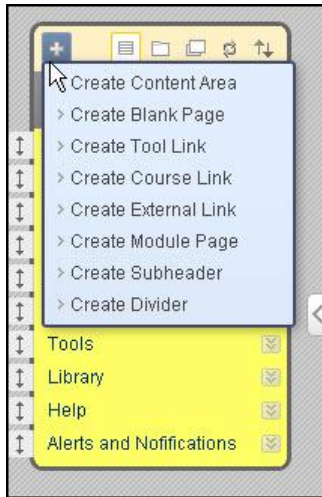 Create Content Area
Create Blank Page
Create Tool Link
Create Course Link
Create External Link
Create Module Page
Create Subheader
Create Divider
Tools
Library
Help
Alerts and Nofifications